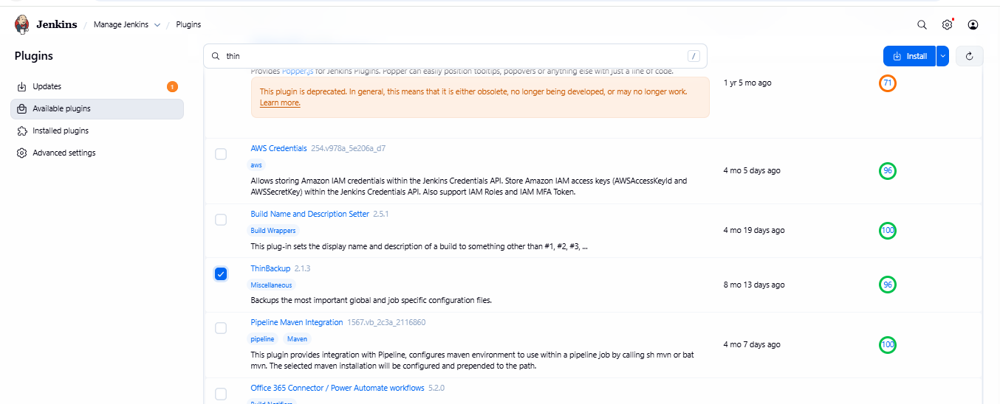 Jenkins / Manage Jenkins / Plugins
Plugins
thin
/
Install
Updates
1
Available plugins
Installed plugins
Advanced settings
Provides Popper.js for Jenkins Plugins. Popper can easily position tooltips, popovers or anything else with just a line of code.
This plugin is deprecated. In general, this means that it is either obsolete, no longer being developed, or may no longer work.
Learn more.
1 yr 5 mo ago
71
AWS Credentials 254.v978a_5e206a_d7
aws
Allows storing Amazon IAM credentials within the Jenkins Credentials API. Store Amazon IAM access keys (AWSAccessKeyId and
AWSSecretKey) within the Jenkins Credentials API. Also support IAM Roles and IAM MFA Token.
4 mo 5 days ago
96
Build Name and Description Setter 2.5.1
Build Wrappers
This plug-in sets the display name and description of a build to something other than #1, #2, #3, ...
4 mo 19 days ago
100
ThinBackup 2.1.3
Miscellaneous
Backups the most important global and job specific configuration files.
8 mo 13 days ago
96
Pipeline Maven Integration 1567.vb_2c3a_2116860
pipeline Maven
This plugin provides integration with Pipeline, configures maven environment to use within a pipeline job by calling sh mvn or bat
mvn. The selected maven installation will be configured and prepended to the path.
4 mo 7 days ago
100
Office 365 Connector / Power Automate workflows 5.2.0
Build Notifiers